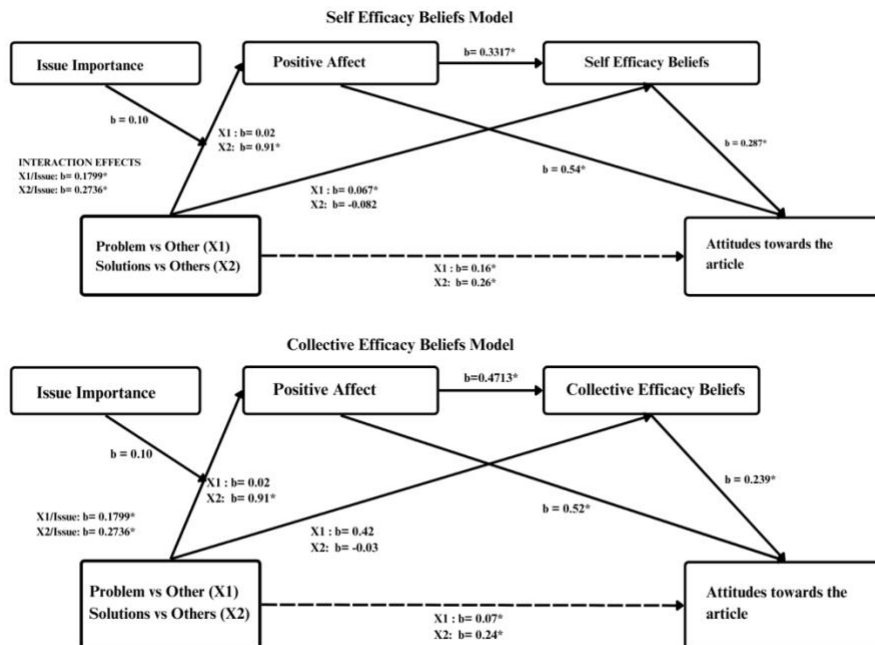 Self Efficacy Beliefs Model
Issue Importance
Positive Affect
b= 0.3317*
Self Efficacy Beliefs
b = 0.10
X1 : b= 0.02
X2: b= 0.91*
INTERACTION EFFECTS
X1/Issue: b= 0.1799*
X2/Issue: b= 0.2736*
b = 0.287*
b = 0.54*
X1 : b= 0.067*
X2: b= -0.082
Problem vs Other (X1)
Solutions vs Others (X2)
Attitudes towards the
article
X1: b= 0.16*
X2: b= 0.26*
Collective Efficacy Beliefs Model
Issue Importance
Positive Affect
b=0.4713*
Collective Efficacy Beliefs
b = 0.10
X1 : b= 0.02
X2: b= 0.91*
b = 0.239*
b = 0.52*
X1/Issue: b= 0.1799*
X2/Issue: b= 0.2736*
X1 : b= 0.42
X2: b= -0.03
Problem vs Other (X1)
Solutions vs Others (X2)
Attitudes towards the
article
X1: b= 0.07*
X2: b= 0.24*